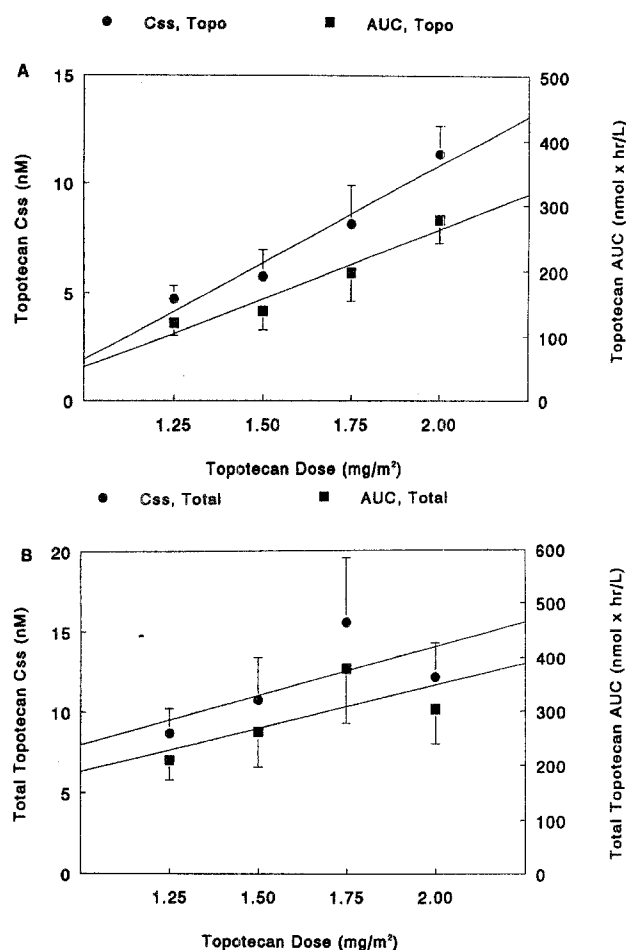 ● Css, Topo ■ AUC, Topo
A
15
10
5
0
Topotecan Css (nM)
500
400
300
200
100
0
Topotecan AUC (nmol x hr/L)
1.25 1.50 1.75 2.00
Topotecan Dose (mg/m²)
● Css, Total ■ AUC, Total
B
20
15
10
5
0
Total Topotecan Css (nM)
600
500
400
300
200
100
0
Total Topotecan AUC (nmol x hr/L)
1.25 1.50 1.75 2.00
Topotecan Dose (mg/m²)